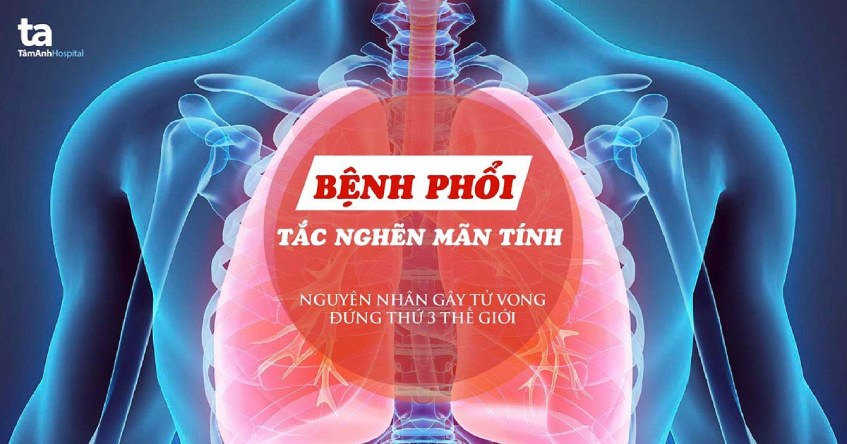 ta
TâmAnhHospital
BỆNH PHỔI
TẮC NGHẼN MÃN TÍNH
NGUYÊN NHÂN GÂY TỬ VONG
ĐỨNG THỨ 3 THẾ GIỚI